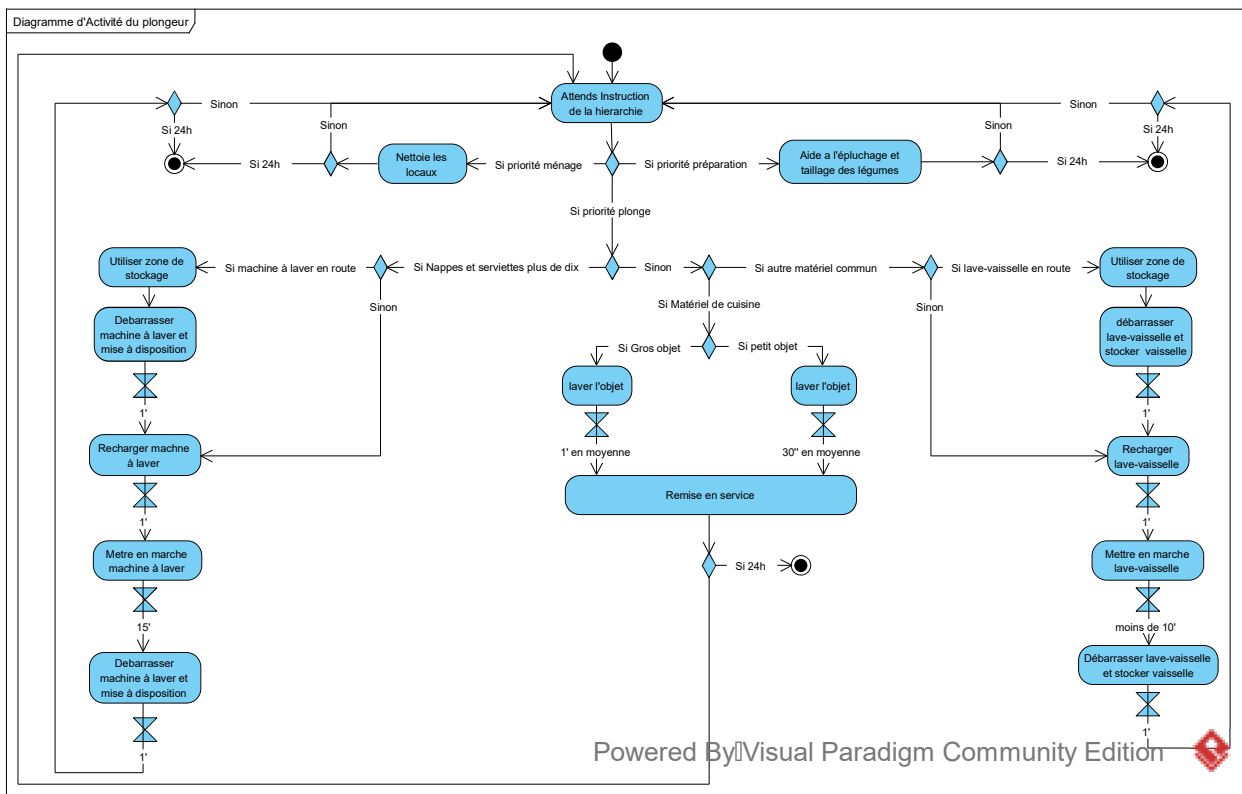 Diagramme d'Activité du plongeur
Attends Instruction
de la hierarchie
Sinon
Sinon
Si 24h
Sinon
Sinon
Si 24h
Si 24h
Nettoie les
locaux
Si priorité ménage
Si priorité préparation
Aide a l'épluchage et
taillage des légumes
Si 24h
Si priorité plonge
Utiliser zone de
stockage
Si machine à laver en route
Si Nappes et serviettes plus de dix
Sinon
Si autre matériel commun
Si lave-vaisselle en route
Utiliser zone de
stockage
Sinon
Si Matériel de cuisine
Sinon
Debarrasser
machine à laver et
mise à disposition
débarrasser
lave-vaisselle et
stocker vaisselle
Si Gros objet
Si petit objet
laver l'objet
laver l'objet
1'
1'
Recharger machne
à laver
1' en moyenne
30'' en moyenne
Recharger
lave-vaisselle
Remise en service
1'
1'
Metre en marche
machine à laver
Si 24h
Mettre en marche
lave-vaisselle
15'
moins de 10'
Debarrasser
machine à laver et
mise à disposition
Débarrasser lave-vaisselle
et stocker vaisselle
1'
1'
Powered By Visual Paradigm Community Edition